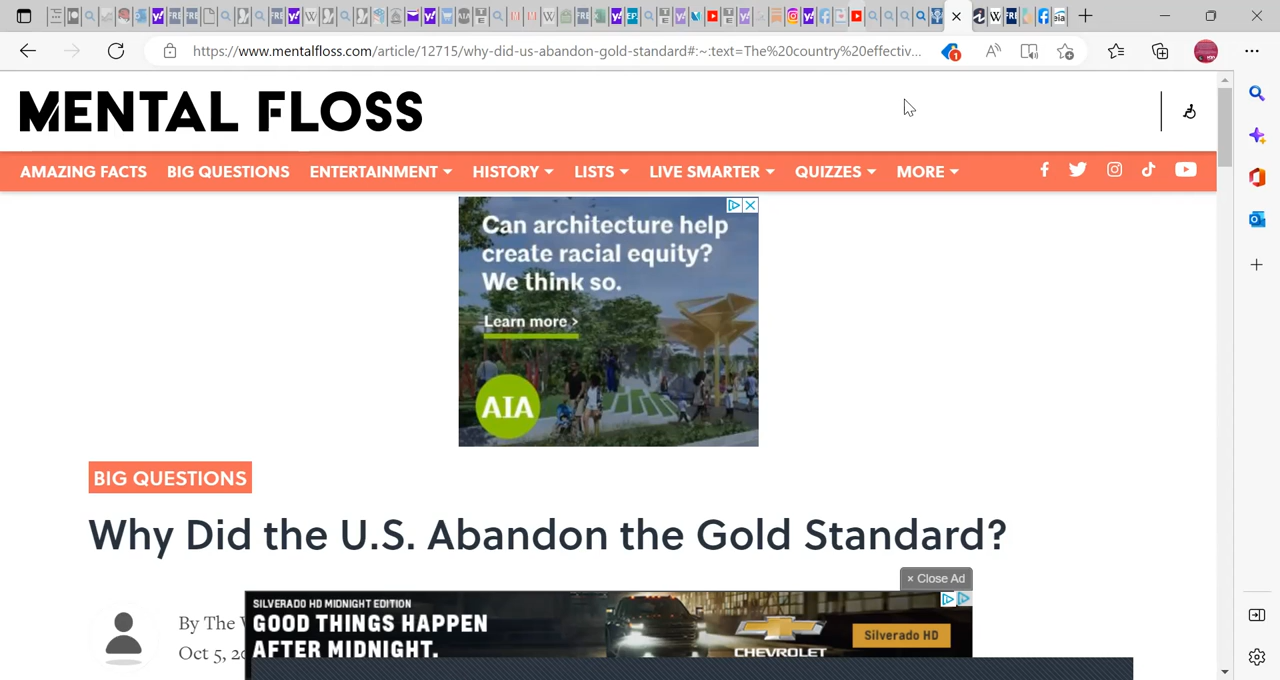 https://www.mentalfloss.com/article/12715/why-did-us-abandon-gold-standard#:~:text=The%20country%20effectiv...
1
MENTAL FLOSS
AMAZING FACTS BIG QUESTIONS ENTERTAINMENT HISTORY LISTS LIVE SMARTER QUIZZES MORE
Can architecture help
create racial equity?
We think so.
Learn more >
AIA
BIG QUESTIONS
Why Did the U.S. Abandon the Gold Standard?
× Close Ad
By The
Oct 5,
SILVERADO HD MIDNIGHT EDITION
GOOD THINGS HAPPEN
AFTER MIDNIGHT.
CHEVROLET
Silverado HD